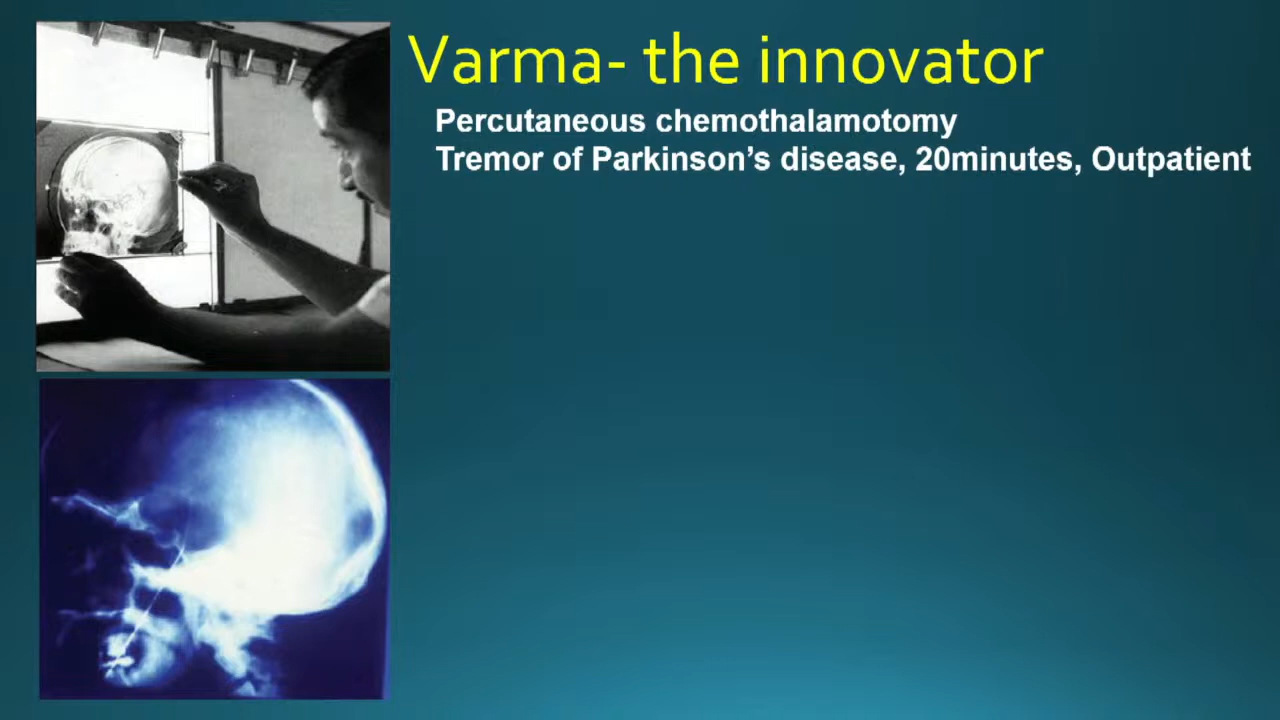 Varma- the innovator
Percutaneous chemothalamotomy
Tremor of Parkinson’s disease, 20minutes, Outpatient